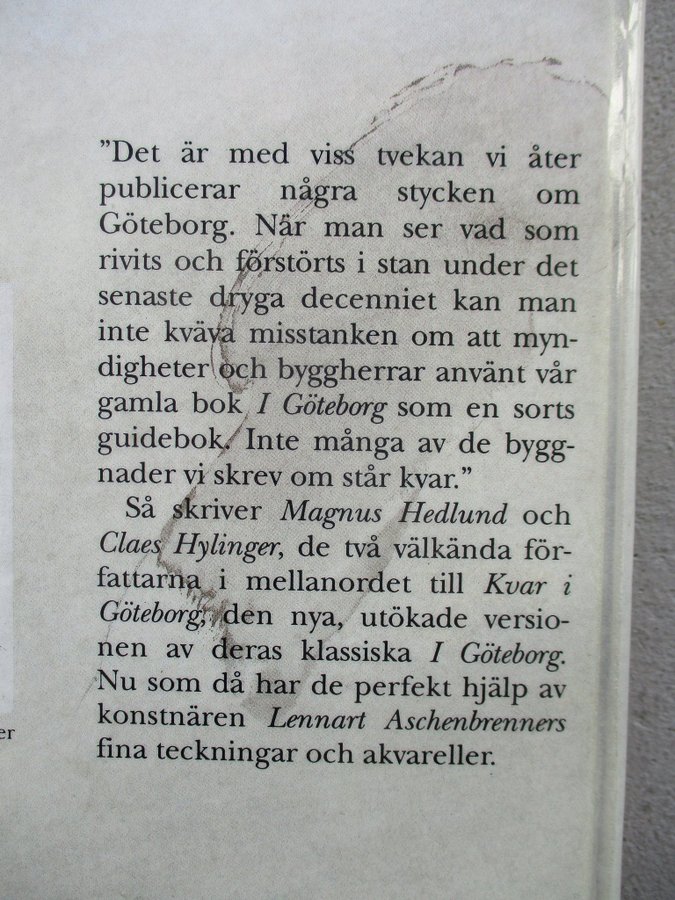 ”Det är med viss tvekan vi åter
publicerar några stycken om
Göteborg. När man ser vad som
rivits och förstörts i stan under det
senaste dryga decenniet kan man
inte kväva misstanken om att myn-
digheter och byggherrar använt vår
gamla bok I Göteborg som en sorts
guidebok. Inte många av de bygg-
nader vi skrev om står kvar.”
Så skriver Magnus Hedlund och
Claes Hylinger, de två välkända för-
fattarna i mellanordet till Kvar i
Göteborg, den nya, utökade versio-
nen av deras klassiska I Göteborg.
Nu som då har de perfekt hjälp av
konstnären Lennart Aschenbrenners
er
fina teckningar och akvareller.